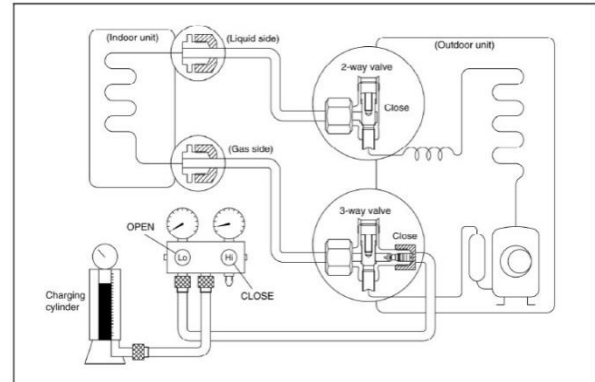 (Indoor unit)
(Liquid side)
(Outdoor unit)
2-way valve
Close
(Gas side)
3-way valve
Close
OPEN
Lo
Hi
CLOSE
Charging
cylinder